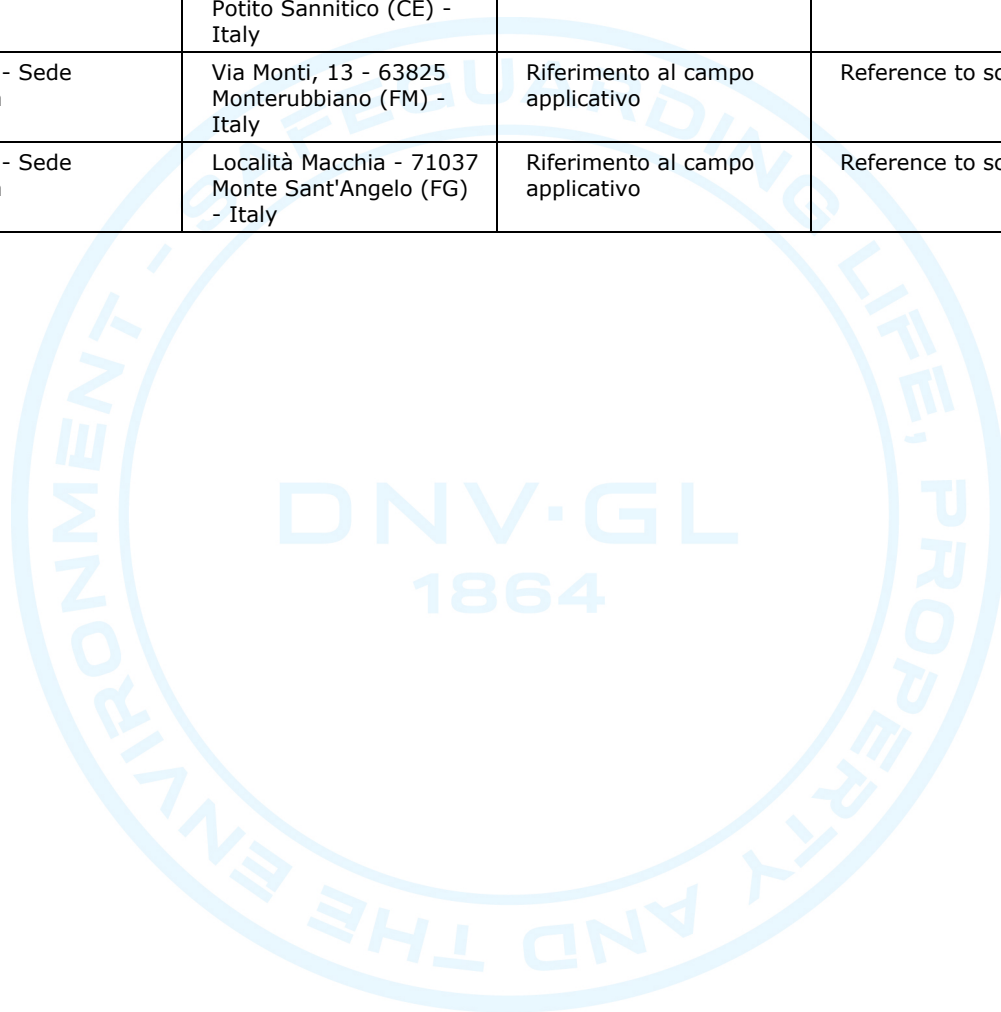 Potito Sannitico (CE) -
Italy
- Sede
Via Monti, 13 - 63825
Monterubbiano (FM) -
Italy
Riferimento al campo
applicativo
Reference to
- Sede
Località Macchia - 71037
Monte Sant'Angelo (FG)
- Italy
Riferimento al campo
applicativo
Reference to
SAFEGUARDING LIFE, PROPERTY AND THE ENVIRONMENT -
DNV·GL
1864